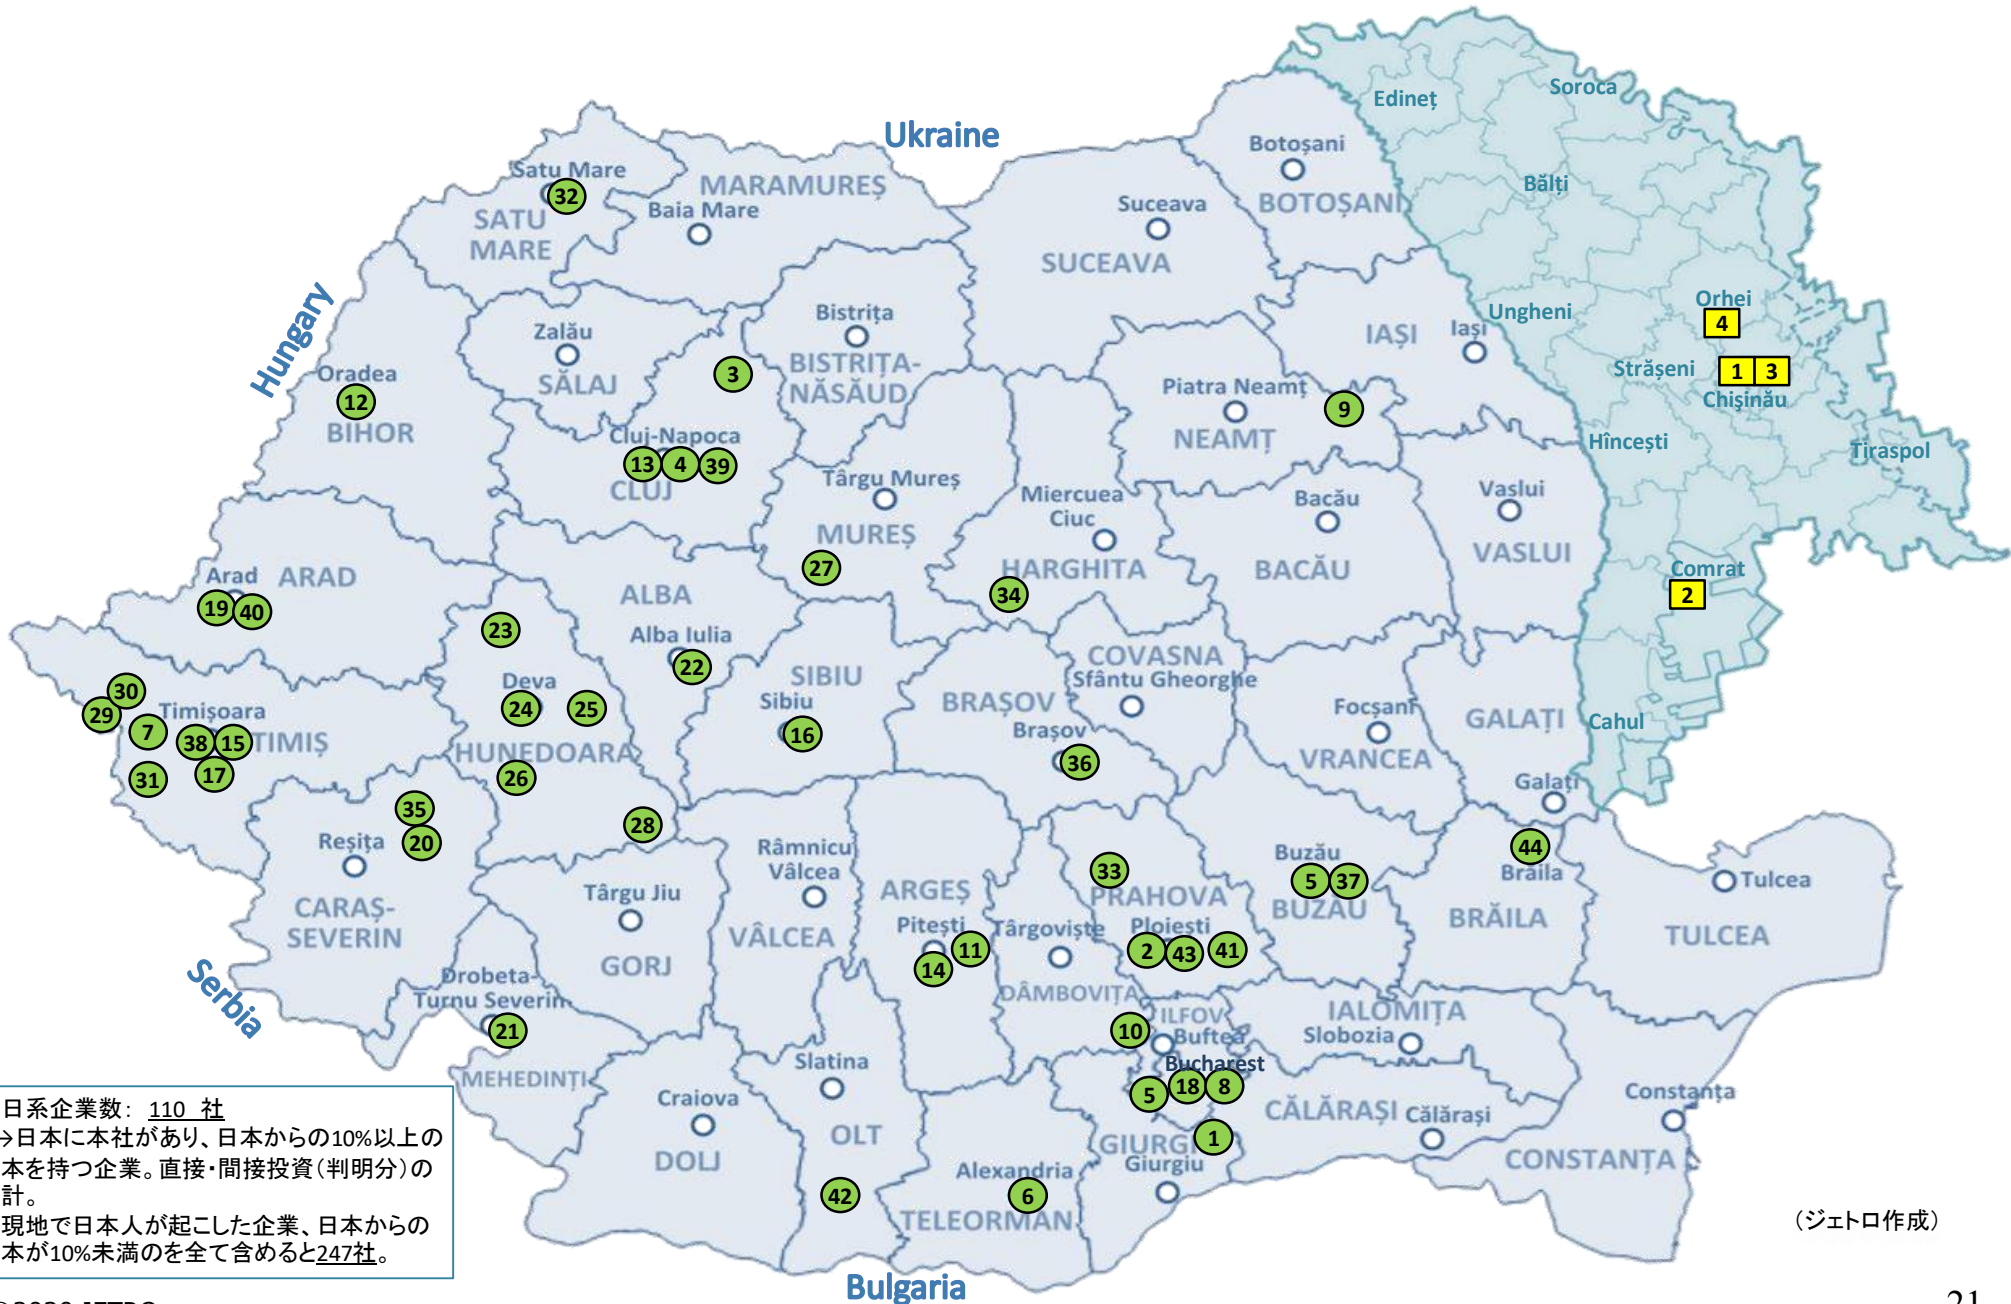 Ukraine
Hungary
Serbia
Bulgaria
Edineț
Soroca
Bălți
Botoșani
BOTOȘANI
Satu Mare
32
SATU
MARE
MARAMUREȘ
Baia Mare
Suceava
SUCEAVA
Ungheni
Orhei
4
Strășeni
1 3
Chișinău
Hîncești
Tiraspol
Comrat
2
Cahul
Zalău
SĂLAJ
Bistrița
BISTRIȚA-
NĂSĂUD
3
IAȘI
Iași
Oradea
12
BIHOR
Piatra Neamț
NEAMȚ
9
Cluj-Napoca
13 4 39
CLUJ
Târgu Mureș
MUREȘ
27
Miercuea
Ciuc
HARGHITA
34
Bacău
BACĂU
Vaslui
VASLUI
Arad
ARAD
19 40
ALBA
Alba Iulia
22
23
Deva
24 25
HUNEDOARA
26
28
SIBIU
Sibiu
16
BRAȘOV
Brașov
36
COVASNA
Sfântu Gheorghe
Focșani
VRANCEA
GALAȚI
Galați
30
29
Timișoara
7
38 15
TIMIȘ
31
17
35
20
Reșița
CARAȘ-
SEVERIN
Târgu Jiu
GORJ
Râmnicu
Vâlcea
VÂLCEA
ARGEȘ
Pitești
11
14
Târgoviște
DÂMBOVIȚA
33
PRAHOVA
Ploiești
2 43 41
Buzău
5 37
BUZĂU
44
Brăila
BRĂILA
Tulcea
TULCEA
Drobeta-
Turnu Severin
21
MEHEDINȚI
Craiova
DOLJ
Slatina
OLT
42
Alexandria
6
TELEORMAN
10
ILFOV
Buftea
Bucharest
5 18 8
1
GIURGI
Giurgiu
IALOMIȚA
Slobozia
CĂLĂRAȘI
Călărași
Constanța
CONSTANȚA
日系企業数： 110 社
→日本に本社があり、日本からの10%以上の
本を持つ企業。直接・間接投資（判明分）の
計。
現地で日本人が起こした企業、日本からの
本が10%未満のを全て含めると247社。
（ジェトロ作成）